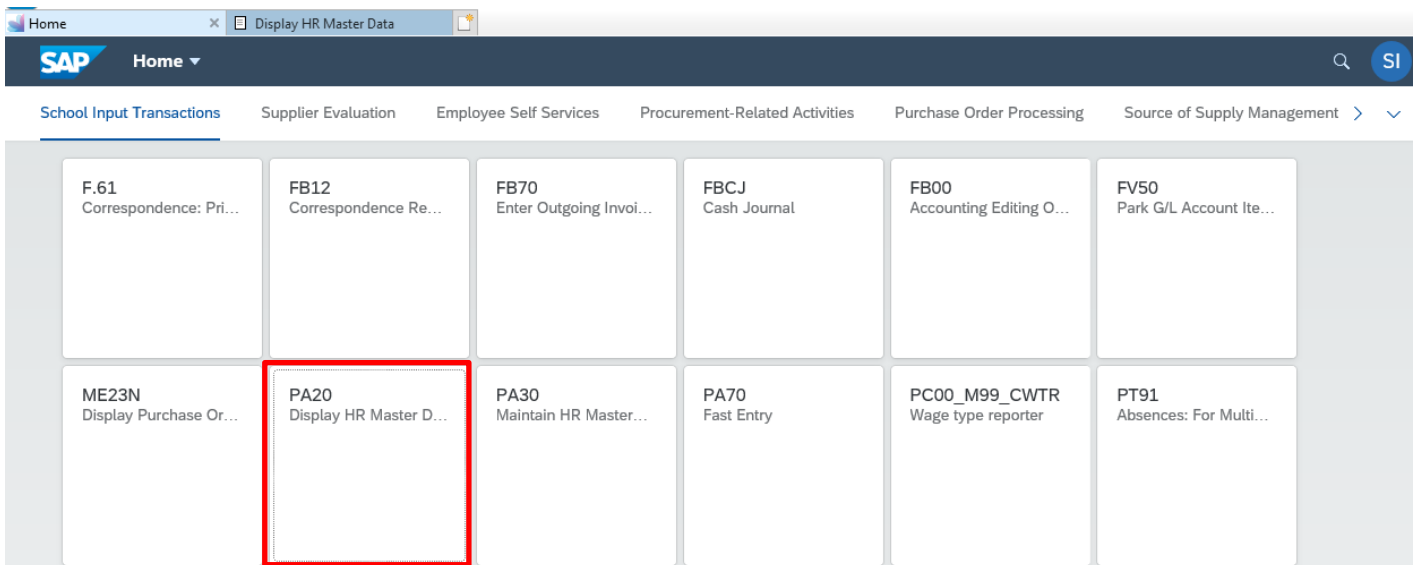 Home
Display HR Master Data
SAP Home
SI
School Input Transactions Supplier Evaluation Employee Self Services Procurement-Related Activities Purchase Order Processing Source of Supply Management
F.61
Correspondence: Pri...
FB12
Correspondence Re...
FB70
Enter Outgoing Invoi...
FBCJ
Cash Journal
FB00
Accounting Editing O...
FV50
Park G/L Account Ite...
ME23N
Display Purchase Or...
PA20
Display HR Master D...
PA30
Maintain HR Master...
PA70
Fast Entry
PC00_M99_CWTR
Wage type reporter
PT91
Absences: For Multi...